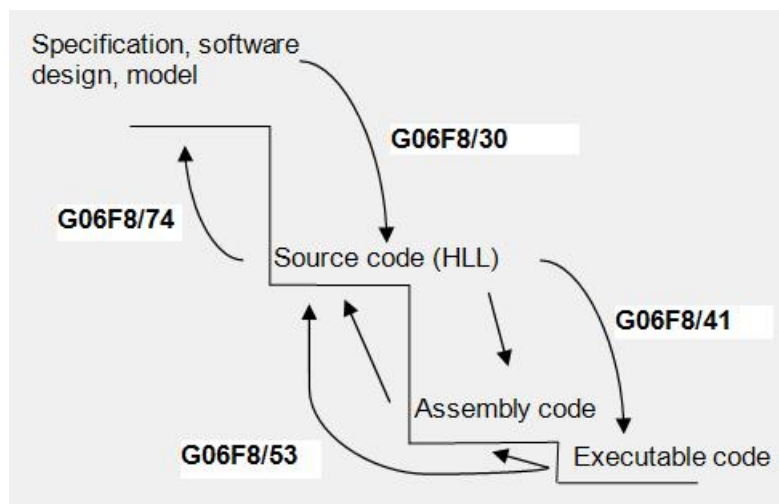 Specification, software
design, model
G06F8/30
G06F8/74
Source code (HLL)
G06F8/41
Assembly code
G06F8/53
Executable code